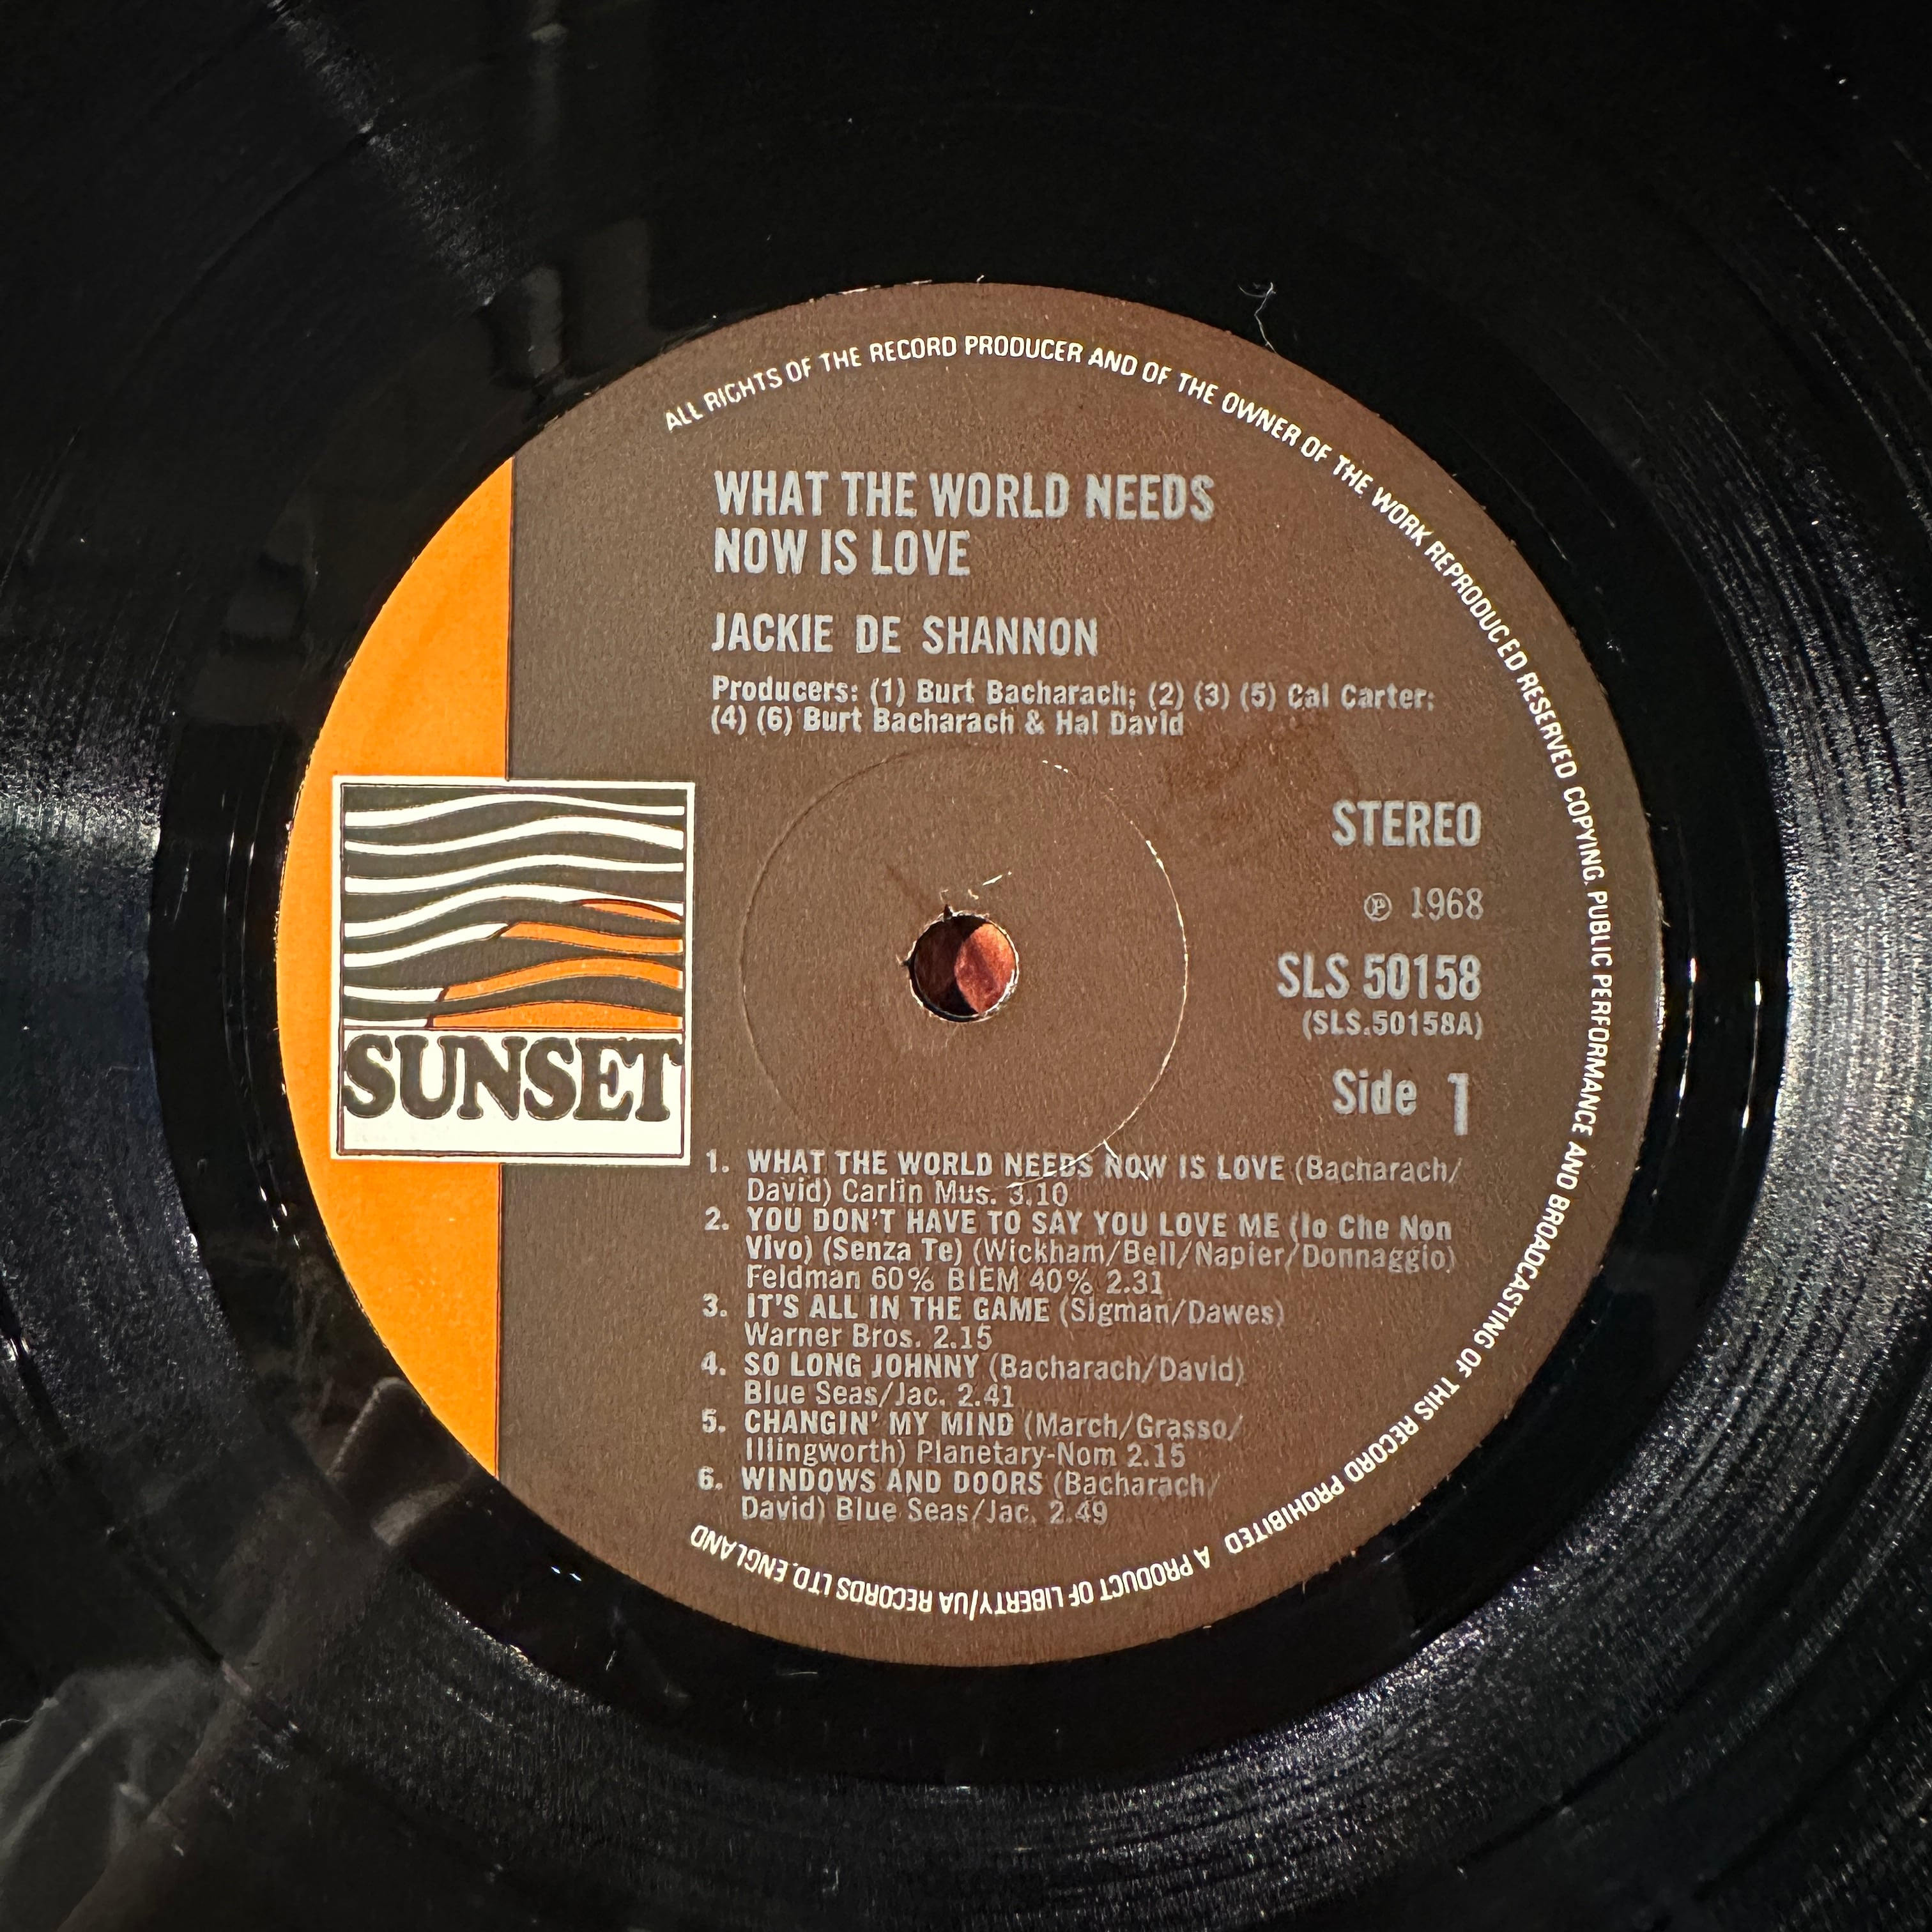 ALL RIGHTS OF THE RECORD PRODUCER AND OF THE OWNER OF THE WORK REPRODUCED RESERVED COPYING, PUBLIC PERFORMANCE AND BROADCASTING OF THIS RECORD PROHIBITED
WHAT THE WORLD NEEDS
NOW IS LOVE
JACKIE DE SHANNON
Producers: (1) Burt Bacharach; (2) (3) (5) Cal Carter;
(4) (6) Burt Bacharach & Hal David
STEREO
℗ 1968
SLS 50158
(SLS.50158A)
Side 1
SUNSET
1. WHAT THE WORLD NEEDS NOW IS LOVE (Bacharach/
David) Carlin Mus. 3.10
2. YOU DON'T HAVE TO SAY YOU LOVE ME (Io Che Non
Vivo) (Senza Te) (Wickham/Bell/Napier/Donnaggio)
Feldman 60% BIEM 40% 2.31
3. IT'S ALL IN THE GAME (Sigman/Dawes)
Warner Bros. 2.15
4. SO LONG JOHNNY (Bacharach/David)
Blue Seas/Jac. 2.41
5. CHANGIN' MY MIND (March/Grasso/
Illingworth) Planetary-Nom 2.15
6. WINDOWS AND DOORS (Bacharach/
David) Blue Seas/Jac. 2.49
A PRODUCT OF LIBERTY/UA RECORDS LTD. ENGLAND